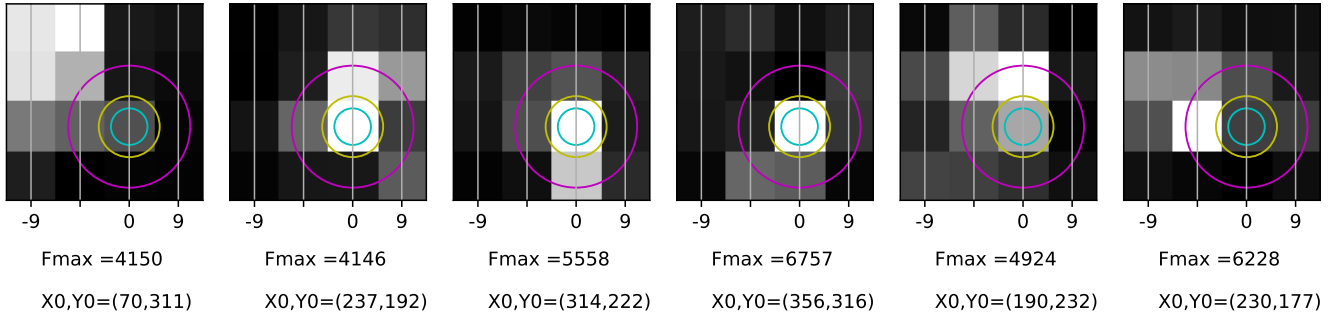 -9 0 9 -9 0 9 -9 0 9 -9 0 9 -9 0 9 -9 0 9
Fmax =4150 Fmax =4146 Fmax =5558 Fmax =6757 Fmax =4924 Fmax =6228
X0,Y0=(70,311) X0,Y0=(237,192) X0,Y0=(314,222) X0,Y0=(356,316) X0,Y0=(190,232) X0,Y0=(230,177)